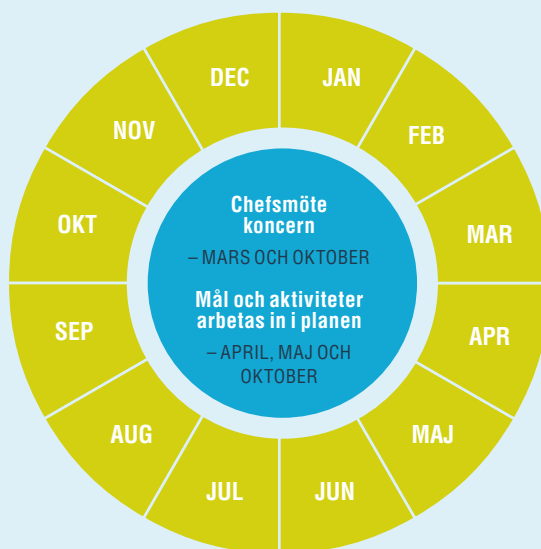 DEC
JAN
NOV
FEB
OKT
MAR
SEP
APR
AUG
MAJ
JUL
JUN
Chefsmöte
koncern
– MARS OCH OKTOBER
Mål och aktiviteter
arbetas in i planen
– APRIL, MAJ OCH
OKTOBER